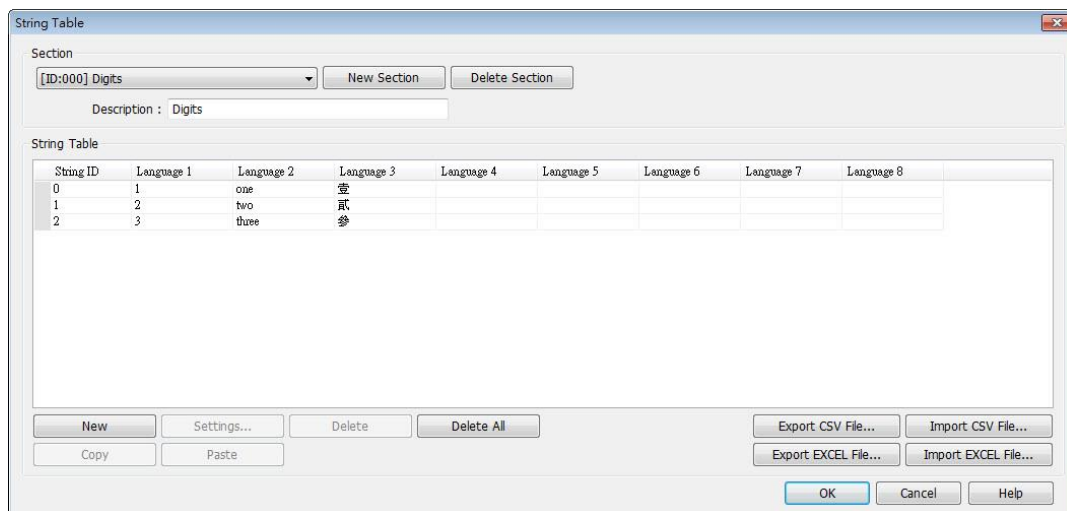 String Table
Section
[ID:000] Digits New Section Delete Section
Description : Digits
String Table
String ID Language 1 Language 2 Language 3 Language 4 Language 5 Language 6 Language 7 Language 8
0 1 one 壹
1 2 two 貳
2 3 three 參
New Settings... Delete Delete All Export CSV File... Import CSV File...
Copy Paste Export EXCEL File... Import EXCEL File...
OK Cancel Help